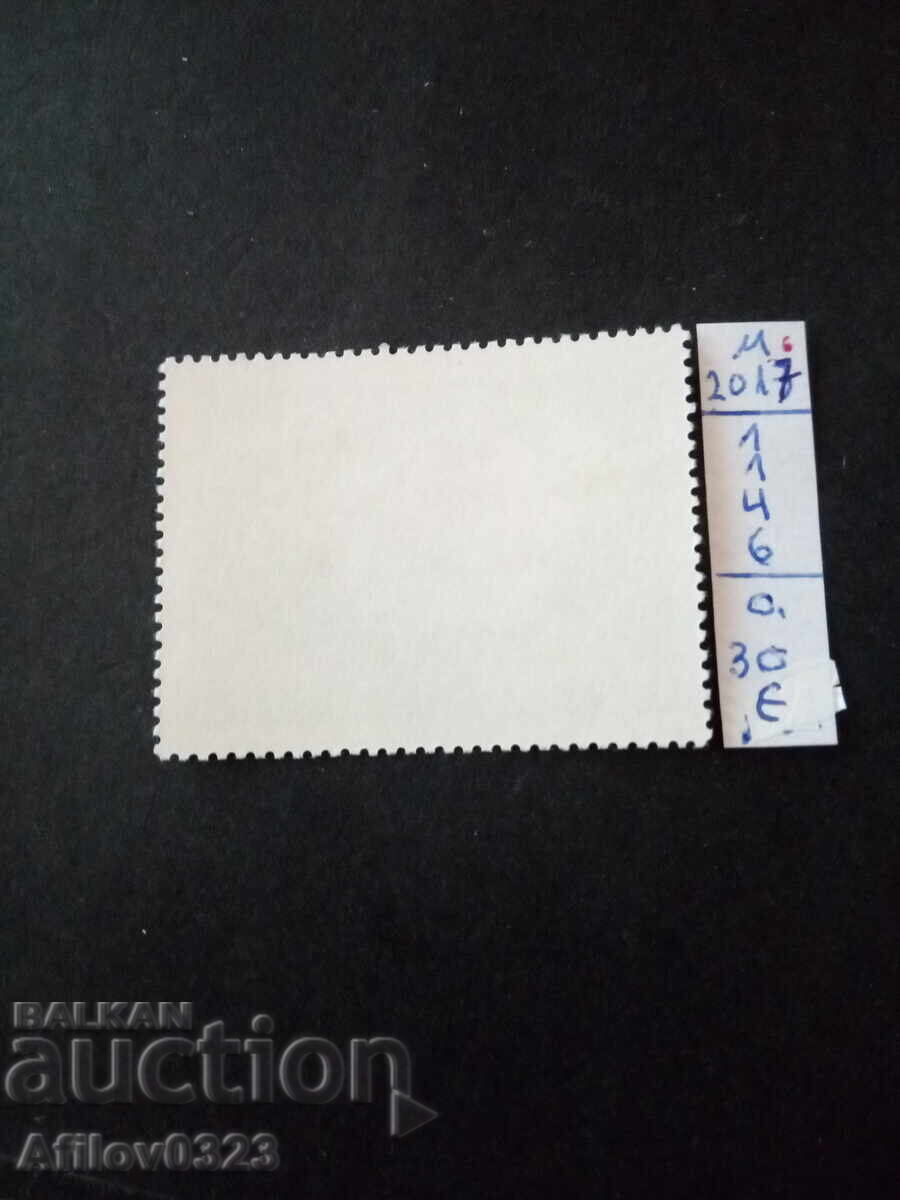 м.
2017
1
1
4
6
0.
30
€
BALKAN
auction
Afilov0323